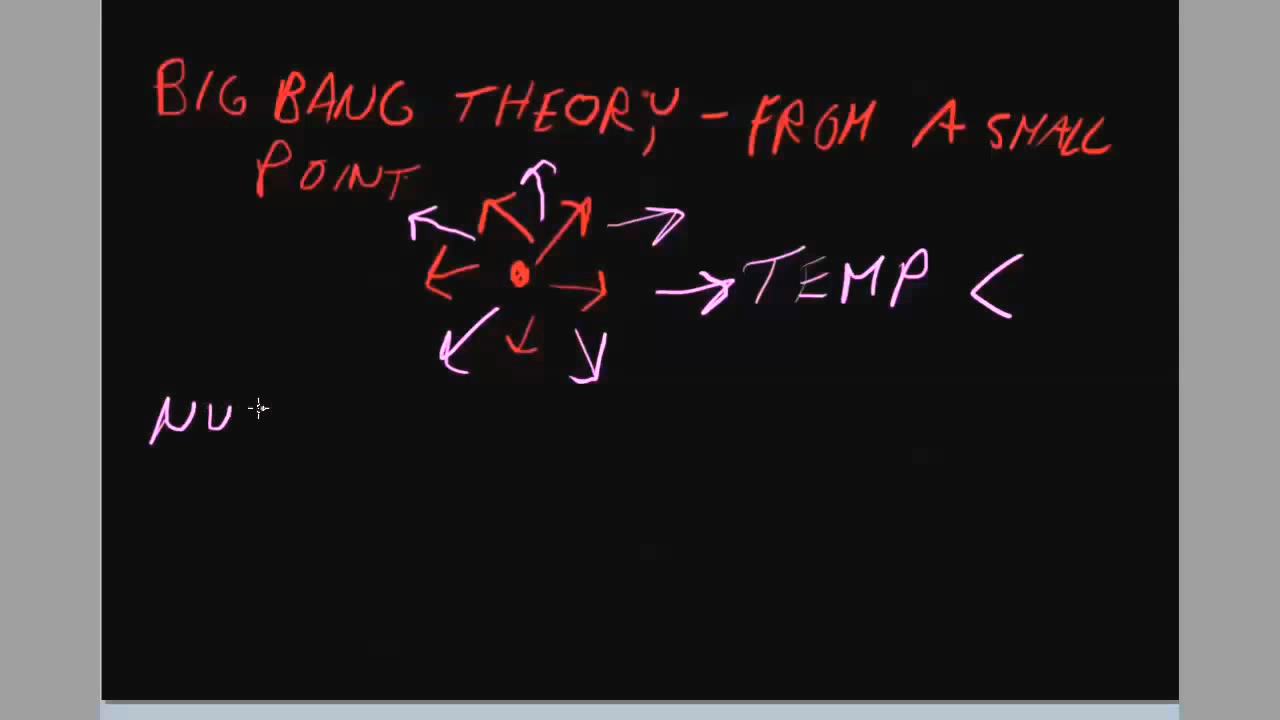 BIG BANG THEORY - FROM A SMALL
POINT
TEMP <
NU